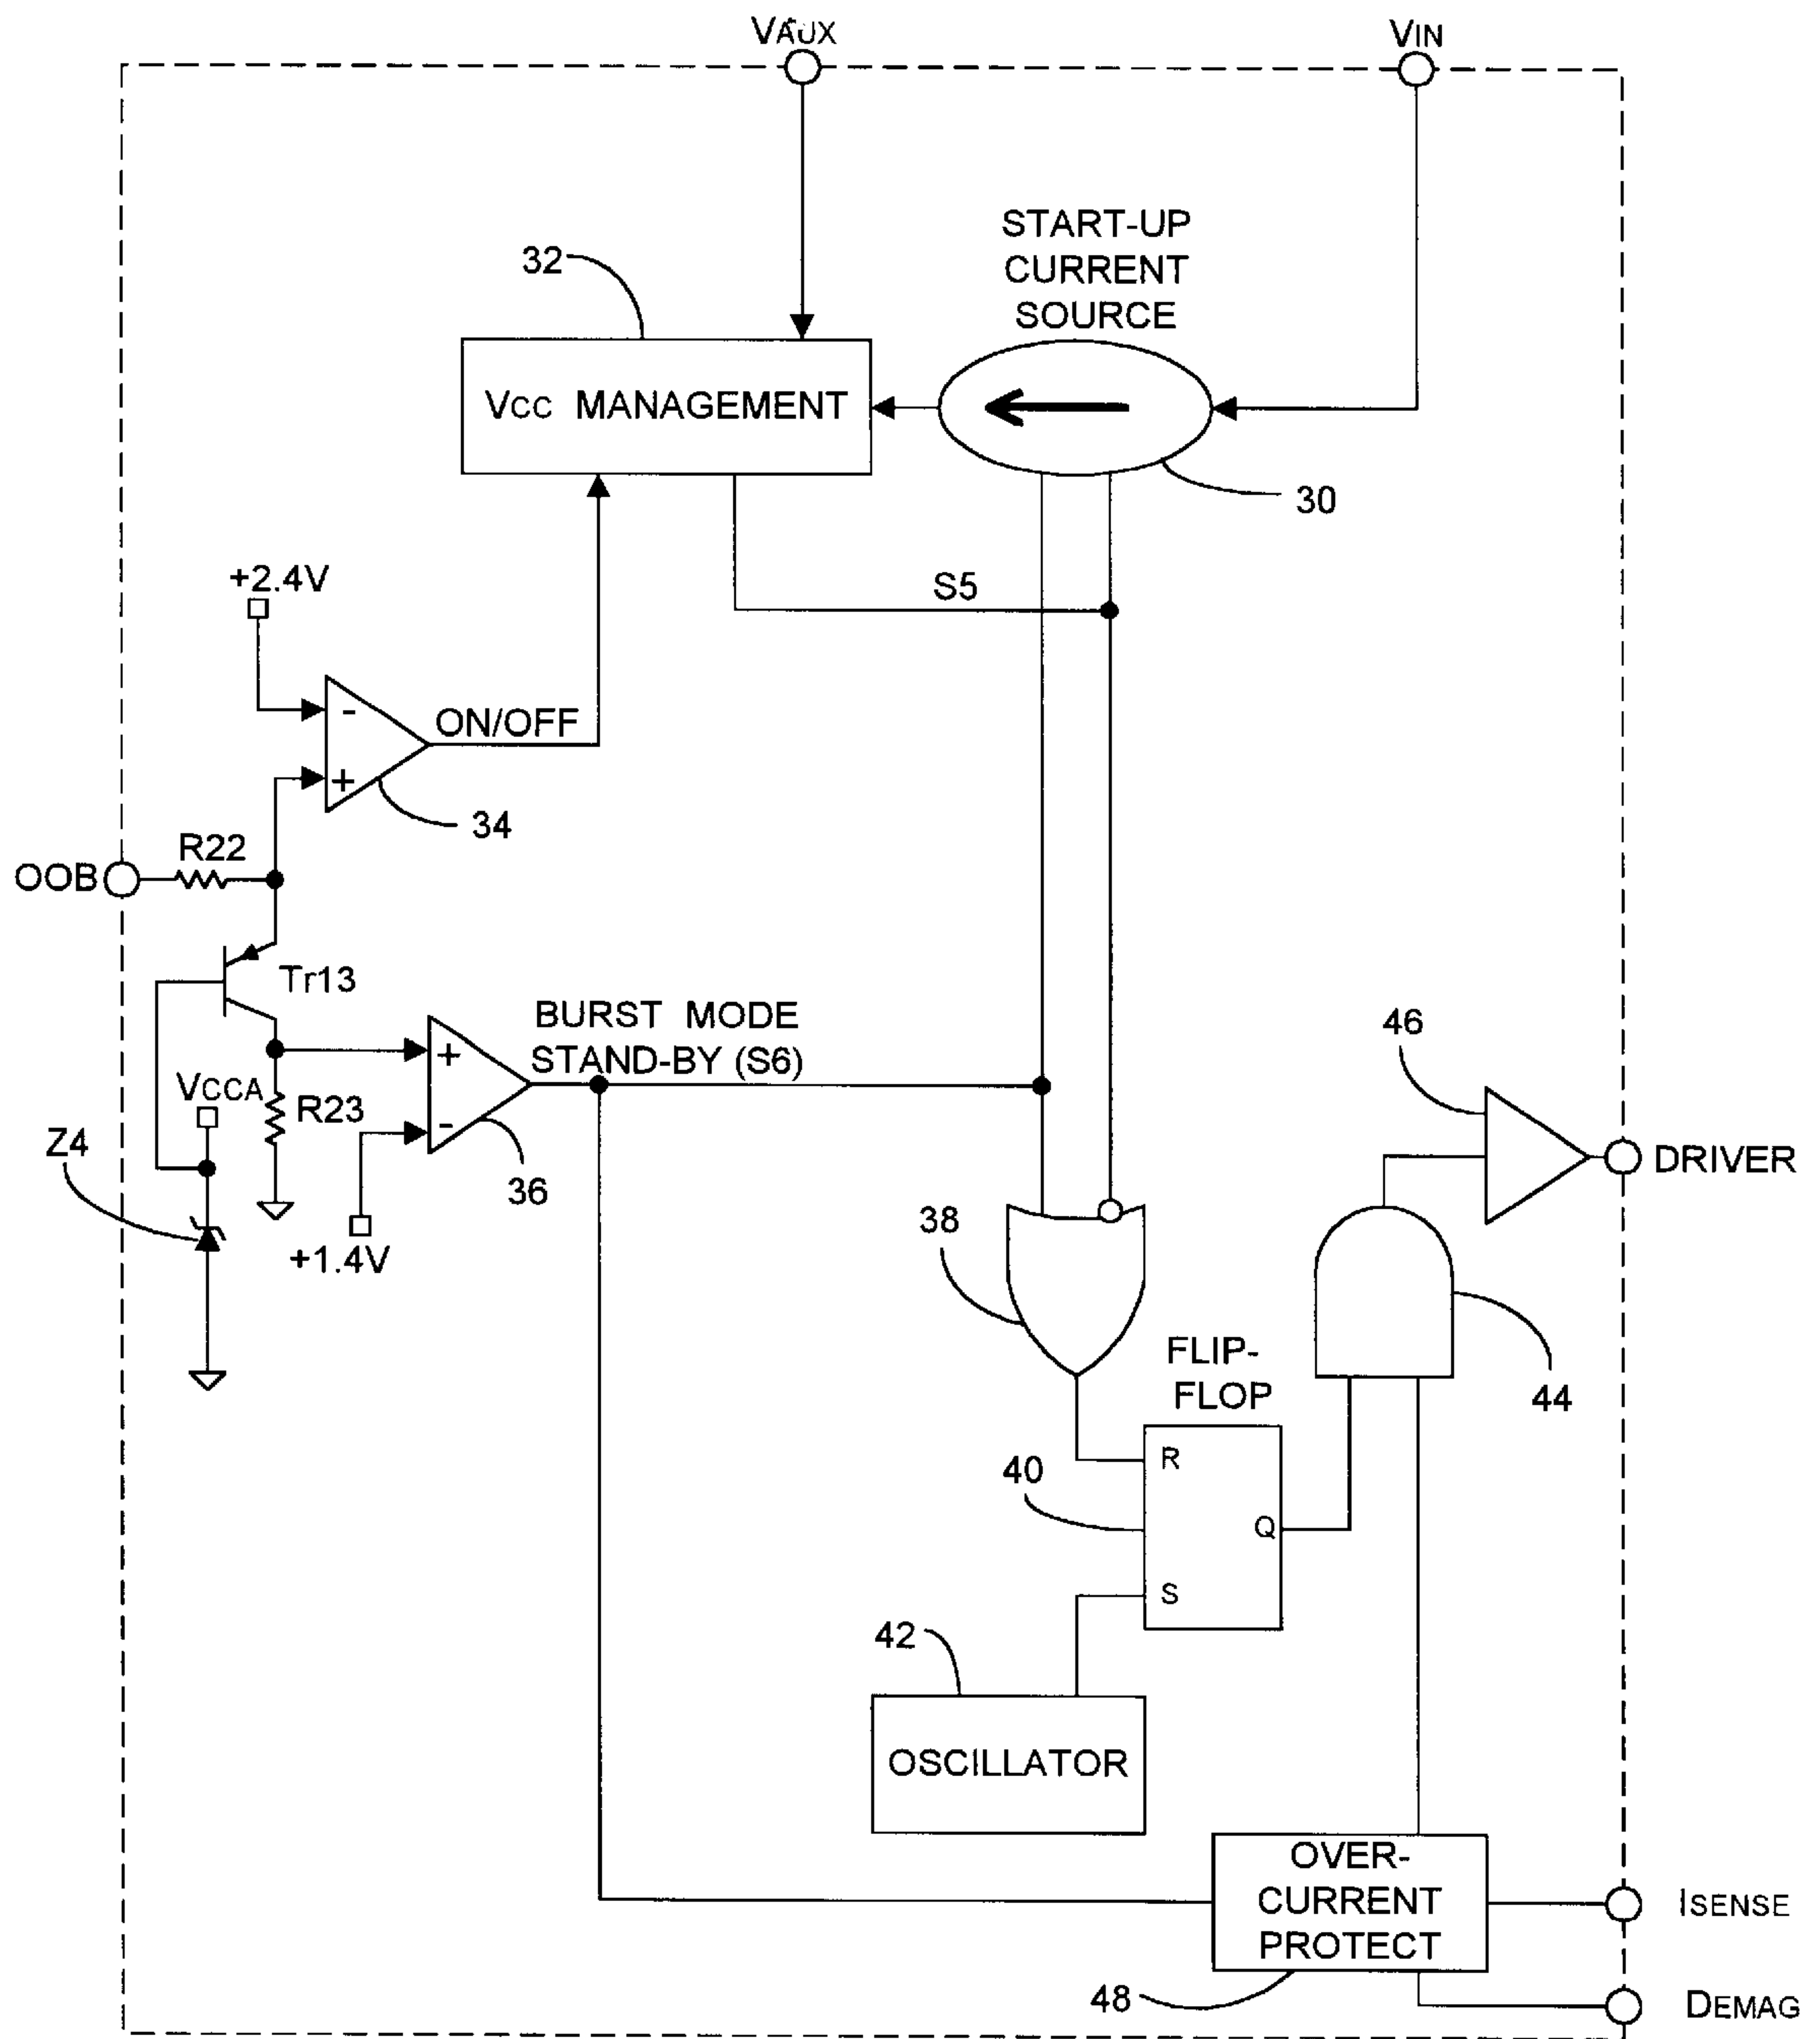 VAUX
VIN
START-UP
CURRENT
SOURCE
32
VCC MANAGEMENT
30
+2.4V
S5
-
ON/OFF
+
34
R22
OOB
Tr13
BURST MODE
STAND-BY (S6)
46
+
VCCA
R23
-
Z4
DRIVER
36
+1.4V
38
FLIP-
FLOP
44
R
40
Q
S
42
OSCILLATOR
OVER-
CURRENT
PROTECT
ISENSE
48
DEMAG